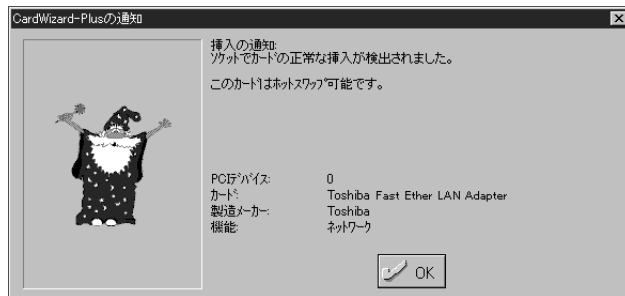 CardWizard-Plusの通知
挿入の通知:
ソケットでカードの正常な挿入が検出されました。
このカードはホットスワップ可能です。
PCIデバイス: 0
カード: Toshiba Fast Ether LAN Adapter
製造メーカー: Toshiba
機能: ネットワーク
OK